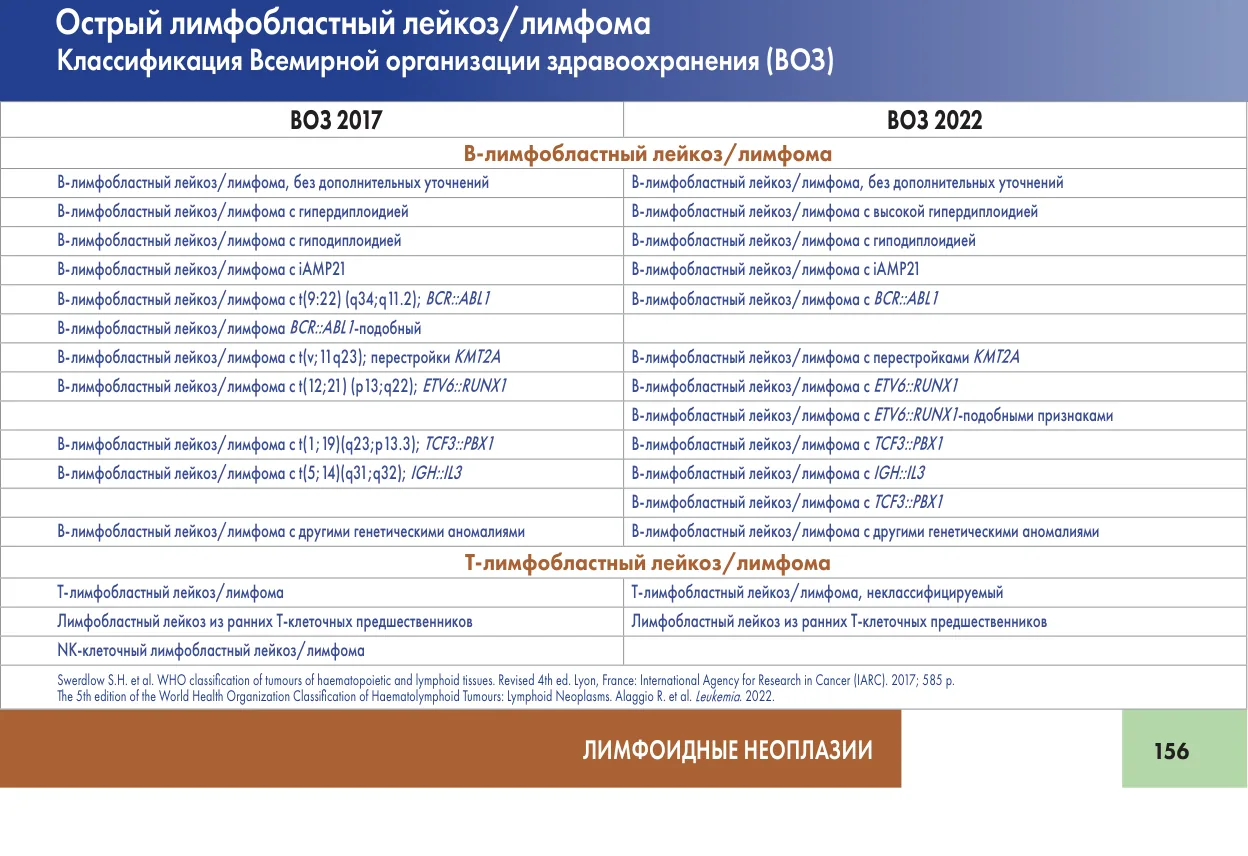 Острый лимфобластный лейкоз/лимфома
Классификация Всемирной организации здравоохранения (ВОЗ)
ВОЗ 2017 ВОЗ 2022
В-лимфобластный лейкоз/лимфома
В-лимфобластный лейкоз/лимфома, без дополнительных уточнений В-лимфобластный лейкоз/лимфома, без дополнительных уточнений
В-лимфобластный лейкоз/лимфома с гипердиплоидией В-лимфобластный лейкоз/лимфома с высокой гипердиплоидией
В-лимфобластный лейкоз/лимфома с гиподиплоидией В-лимфобластный лейкоз/лимфома с гиподиплоидией
В-лимфобластный лейкоз/лимфома с iAMP21 В-лимфобластный лейкоз/лимфома с iAMP21
В-лимфобластный лейкоз/лимфома с t(9:22) (q34;q11.2); BCR::ABL1 В-лимфобластный лейкоз/лимфома с BCR::ABL1
В-лимфобластный лейкоз/лимфома BCR::ABL1-подобный
В-лимфобластный лейкоз/лимфома с t(v;11q23); перестройки KMT2A В-лимфобластный лейкоз/лимфома с перестройками KMT2A
В-лимфобластный лейкоз/лимфома с t(12;21) (p13;q22); ETV6::RUNX1 В-лимфобластный лейкоз/лимфома с ETV6::RUNX1
В-лимфобластный лейкоз/лимфома с ETV6::RUNX1-подобными признаками
В-лимфобластный лейкоз/лимфома с t(1;19)(q23;p13.3); TCF3::PBX1 В-лимфобластный лейкоз/лимфома с TCF3::PBX1
В-лимфобластный лейкоз/лимфома с t(5;14)(q31;q32); IGH::IL3 В-лимфобластный лейкоз/лимфома с IGH::IL3
В-лимфобластный лейкоз/лимфома с TCF3::PBX1
В-лимфобластный лейкоз/лимфома с другими генетическими аномалиями В-лимфобластный лейкоз/лимфома с другими генетическими аномалиями
Т-лимфобластный лейкоз/лимфома
Т-лимфобластный лейкоз/лимфома Т-лимфобластный лейкоз/лимфома, неклассифицируемый
Лимфобластный лейкоз из ранних Т-клеточных предшественников Лимфобластный лейкоз из ранних Т-клеточных предшественников
NK-клеточный лимфобластный лейкоз/лимфома
Swerdlow S.H. et al. WHO classification of tumours of haematopoietic and lymphoid tissues. Revised 4th ed. Lyon, France: International Agency for Research in Cancer (IARC). 2017; 585 p.
The 5th edition of the World Health Organization Classification of Haematolymphoid Tumours: Lymphoid Neoplasms. Alaggio R. et al. Leukemia. 2022.
ЛИМФОИДНЫЕ НЕОПЛАЗИИ 156